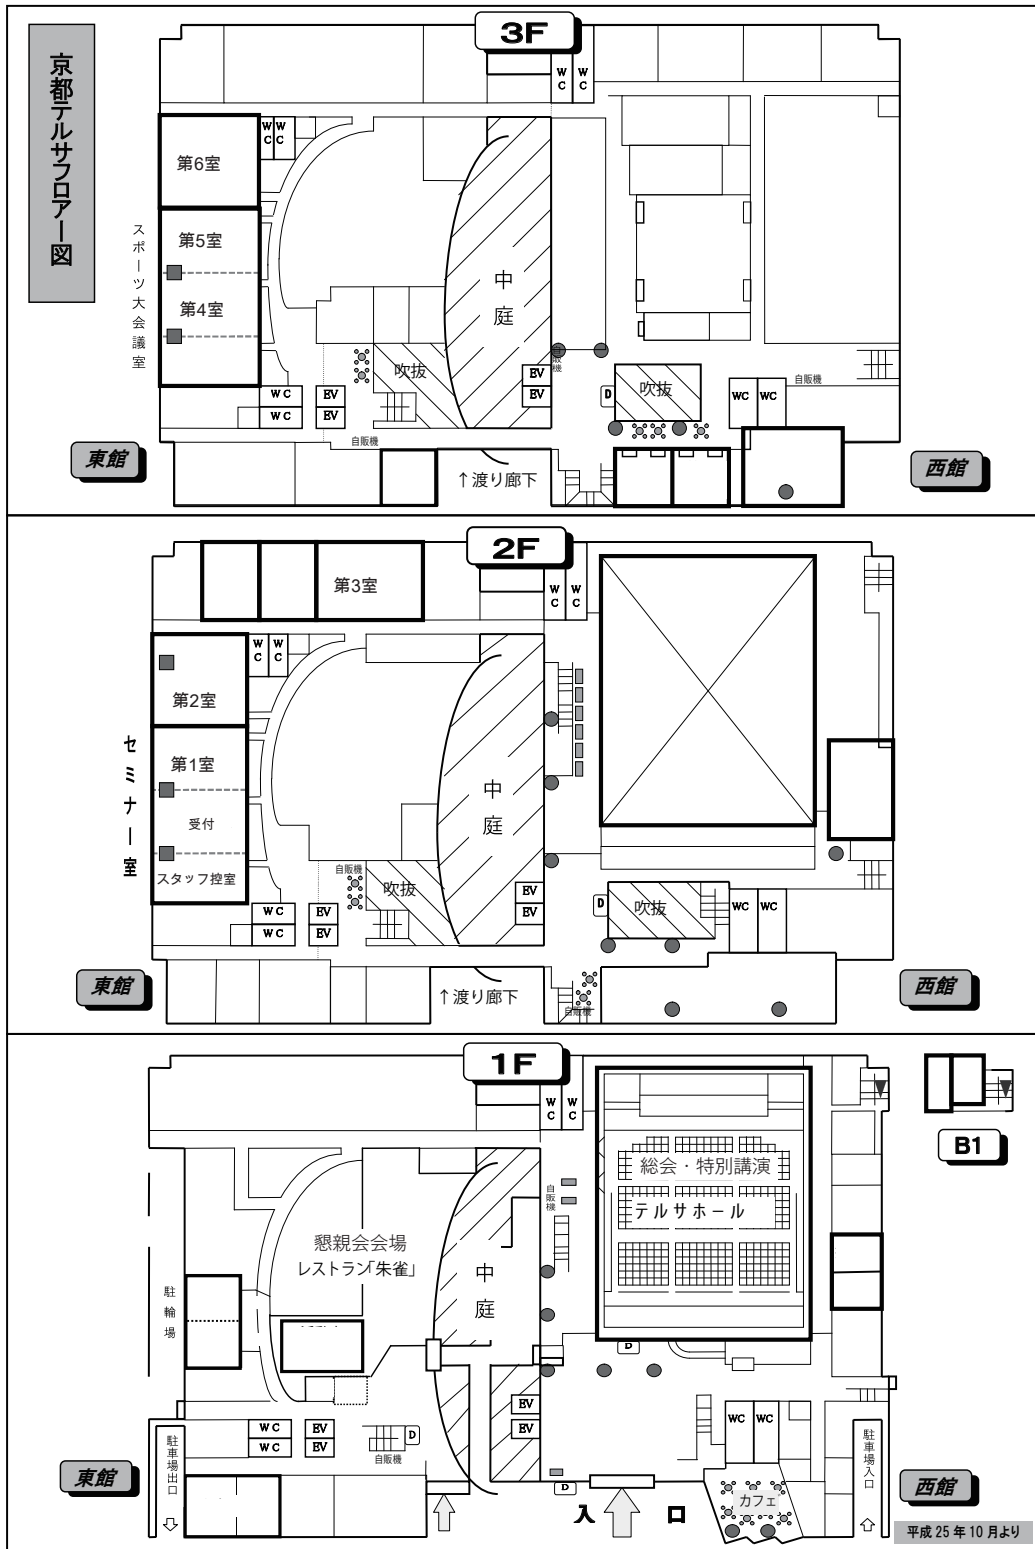 京都テルサフロアー図
3F
WC
WC
WC
WC
第6室
スポーツ大会議室
第5室
第4室
中庭
吹抜
自販機
EV
EV
D
吹抜
自販機
WC
WC
EV
EV
WC
WC
自販機
東館
↑渡り廊下
西館
2F
第3室
WC
WC
WC
WC
第2室
セミナー室
第1室
中庭
受付
自販機
スタッフ控室
吹抜
EV
EV
D
吹抜
WC
WC
WC
WC
EV
EV
東館
↑渡り廊下
自販機
西館
1F
WC
WC
B1
総会・特別講演
自販機
テルサホール
懇親会会場
レストラン「朱雀」
中庭
駐輪場
D
EV
EV
WC
WC
WC
WC
EV
EV
D
自販機
駐車場出口
駐車場入口
東館
西館
D
カフェ
入口
平成25年10月より